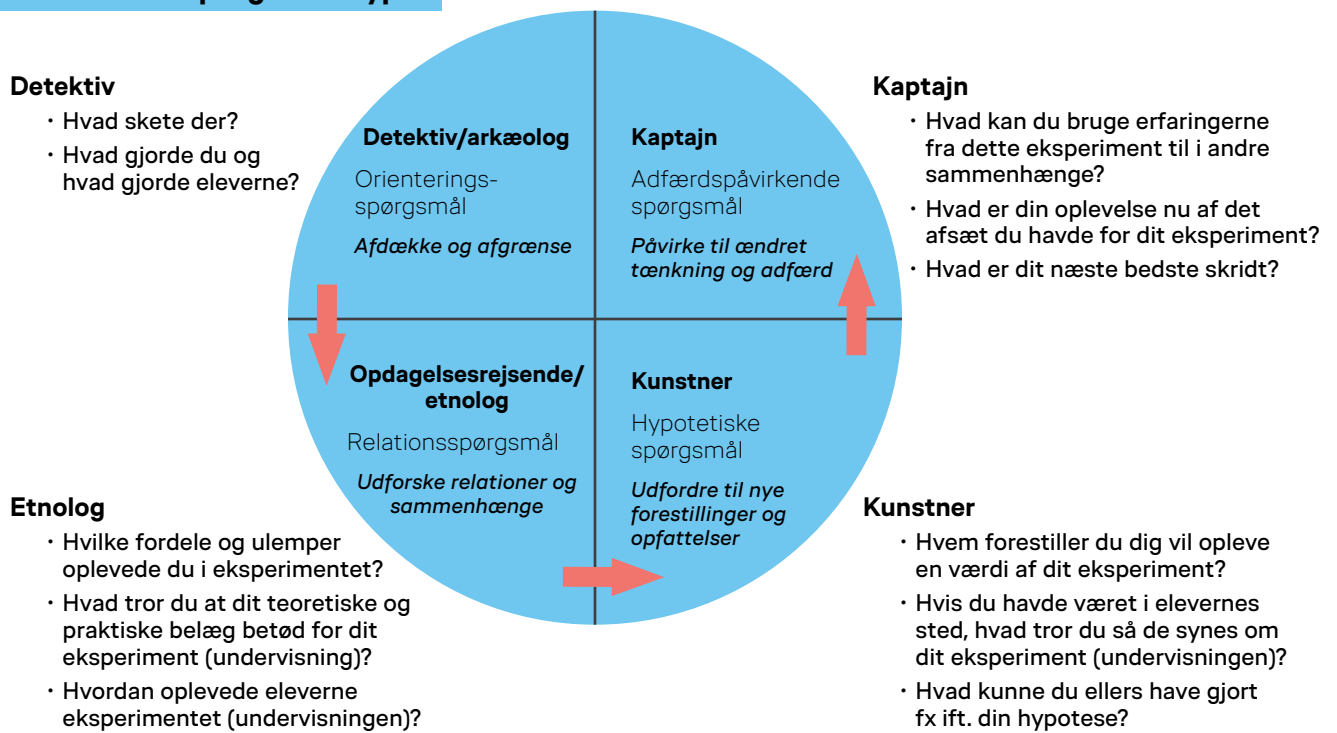 Detektiv
· Hvad skete der?
· Hvad gjorde du og
hvad gjorde eleverne?
Detektiv/arkæolog
Orienterings-
spørgsmål
Afdække og afgrænse
Kaptajn
Adfærdspåvirkende
spørgsmål
Påvirke til ændret
tænkning og adfærd
Kaptajn
· Hvad kan du bruge erfaringerne
fra dette eksperiment til i andre
sammenhænge?
· Hvad er din oplevelse nu af det
afsæt du havde for dit eksperiment?
· Hvad er dit næste bedste skridt?
Opdagelsesrejsende/
etnolog
Relationsspørgsmål
Udforske relationer og
sammenhænge
Kunstner
Hypotetiske
spørgsmål
Udfordre til nye
forestillinger og
opfattelser
Etnolog
· Hvilke fordele og ulemper
oplevede du i eksperimentet?
· Hvad tror du at dit teoretiske og
praktiske belæg betød for dit
eksperiment (undervisning)?
· Hvordan oplevede eleverne
eksperimentet (undervisningen)?
Kunstner
· Hvem forestiller du dig vil opleve
en værdi af dit eksperiment?
· Hvis du havde været i elevernes
sted, hvad tror du så de synes om
dit eksperiment (undervisningen)?
· Hvad kunne du ellers have gjort
fx ift. din hypotese?